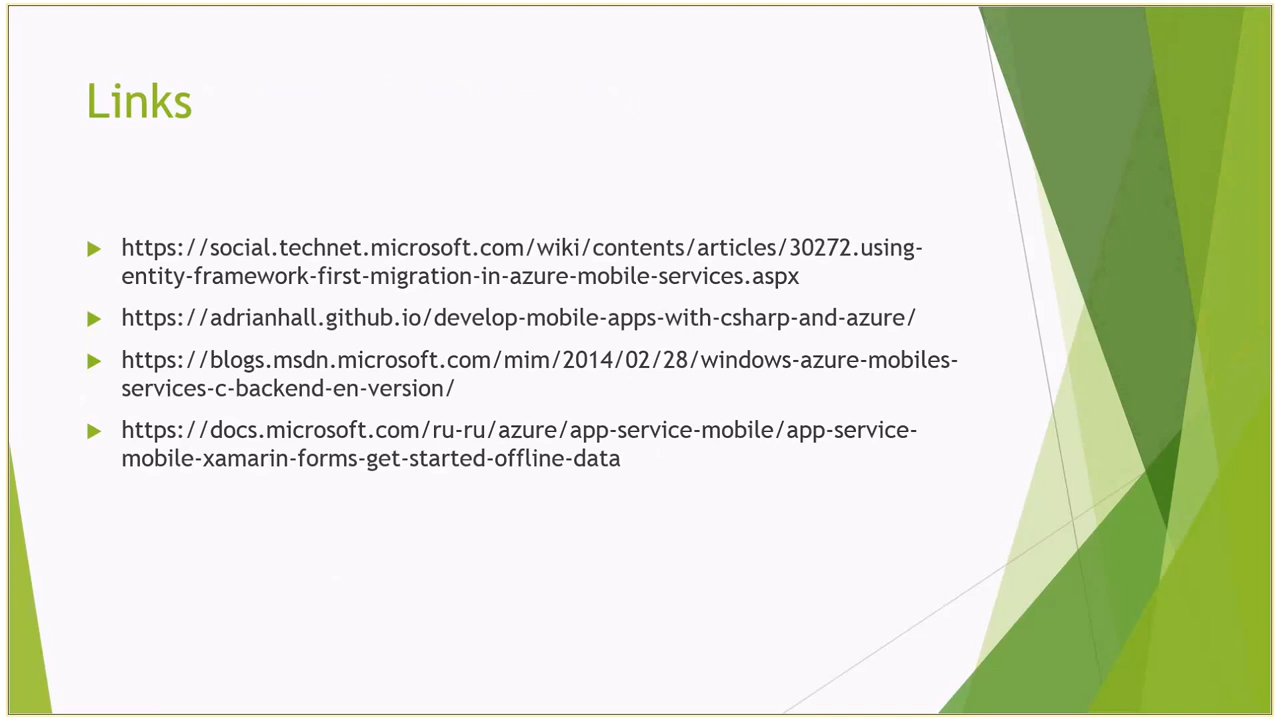 Links
https://social.technet.microsoft.com/wiki/contents/articles/30272.using-
entity-framework-first-migration-in-azure-mobile-services.aspx
https://adrianhall.github.io/develop-mobile-apps-with-csharp-and-azure/
https://blogs.msdn.microsoft.com/mim/2014/02/28/windows-azure-mobiles-
services-c-backend-en-version/
https://docs.microsoft.com/ru-ru/azure/app-service-mobile/app-service-
mobile-xamarin-forms-get-started-offline-data